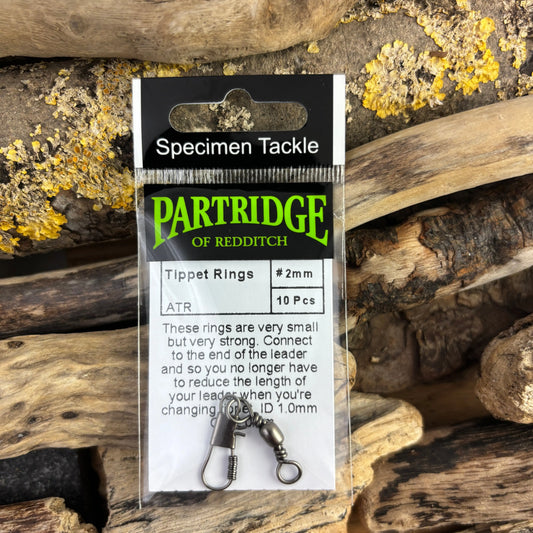 Specimen Tackle
PARTRIDGE
OF REDDITCH
Tippet Rings
#2mm
ATR
10 Pcs
These rings are very small
but very strong. Connect
to the end of the leader
and so you no longer have
to reduce the length of
your leader when you're
changing ID 1.0mm